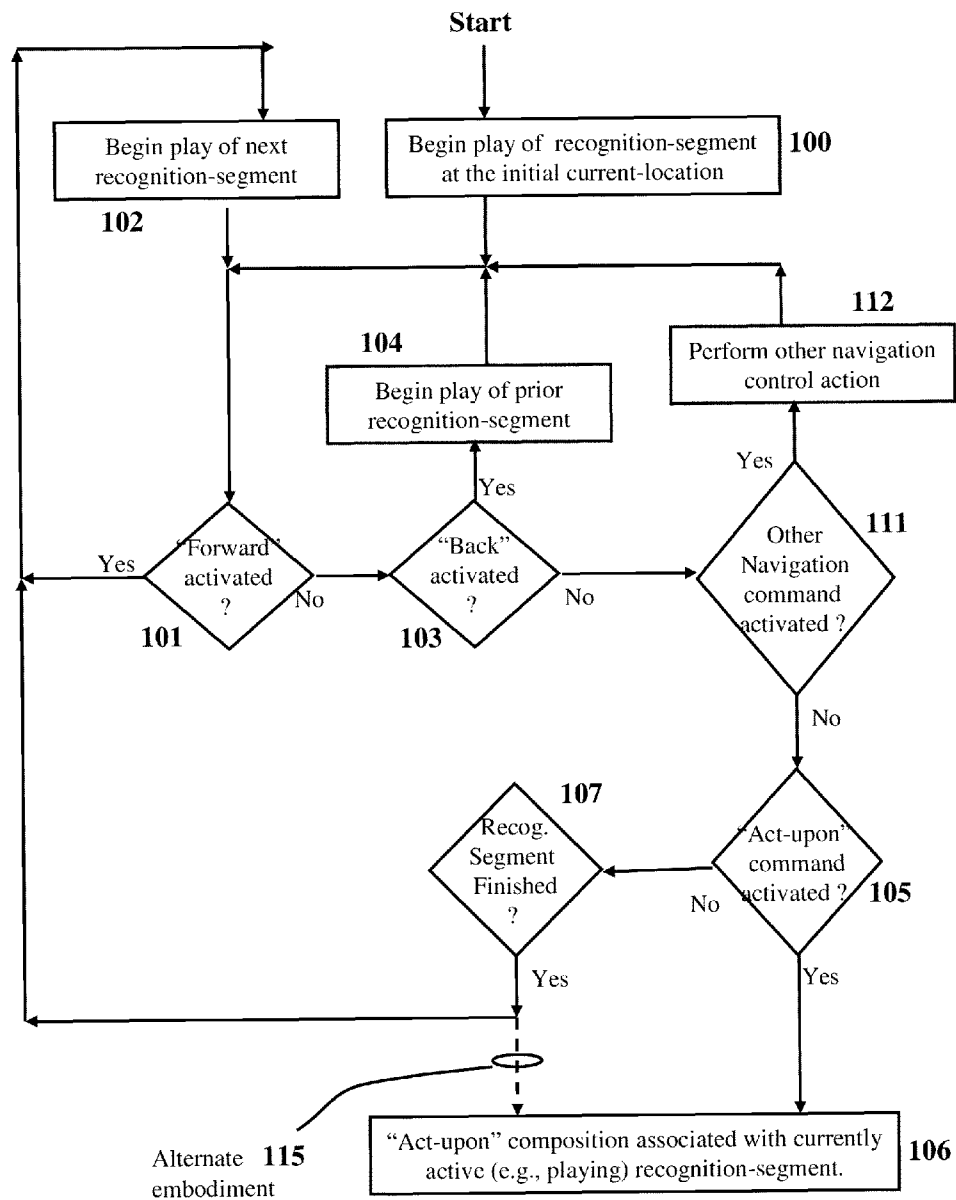 Start
Begin play of next
recognition-segment
102
Begin play of recognition-segment
at the initial current-location
100
112
Perform other navigation
control action
104
Begin play of prior
recognition-segment
Yes
Yes
Yes
"Forward"
activated
?
101
No
"Back"
activated
?
103
No
Other
Navigation
command
activated ?
111
No
107
Recog.
Segment
Finished
?
Yes
"Act-upon"
command
activated ?
105
No
Yes
Alternate 115
embodiment
"Act-upon" composition associated with currently
active (e.g., playing) recognition-segment.
106